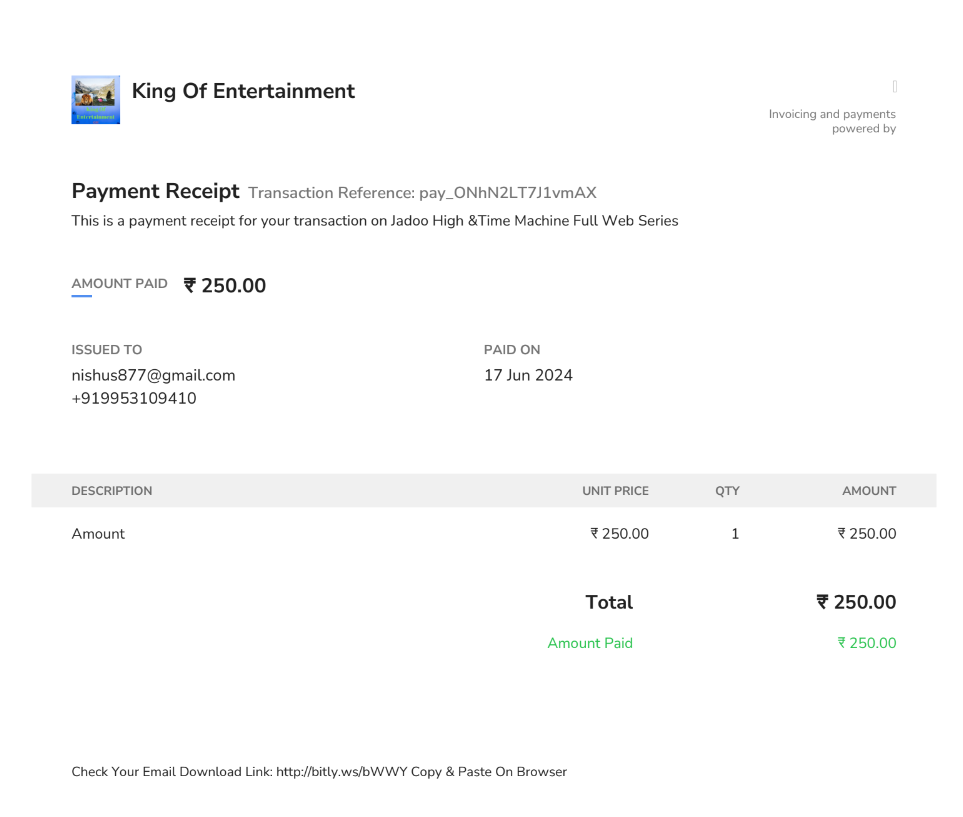 King Of Entertainment
Invoicing and payments
powered by
Payment Receipt Transaction Reference: pay_ONhN2LT7J1vmAX
This is a payment receipt for your transaction on Jadoo High &Time Machine Full Web Series
AMOUNT PAID ₹ 250.00
ISSUED TO
nishus877@gmail.com
+919953109410
PAID ON
17 Jun 2024
DESCRIPTION UNIT PRICE QTY AMOUNT
Amount ₹ 250.00 1 ₹ 250.00
Total ₹ 250.00
Amount Paid ₹ 250.00
Check Your Email Download Link: http://bitly.ws/bWWY Copy & Paste On Browser